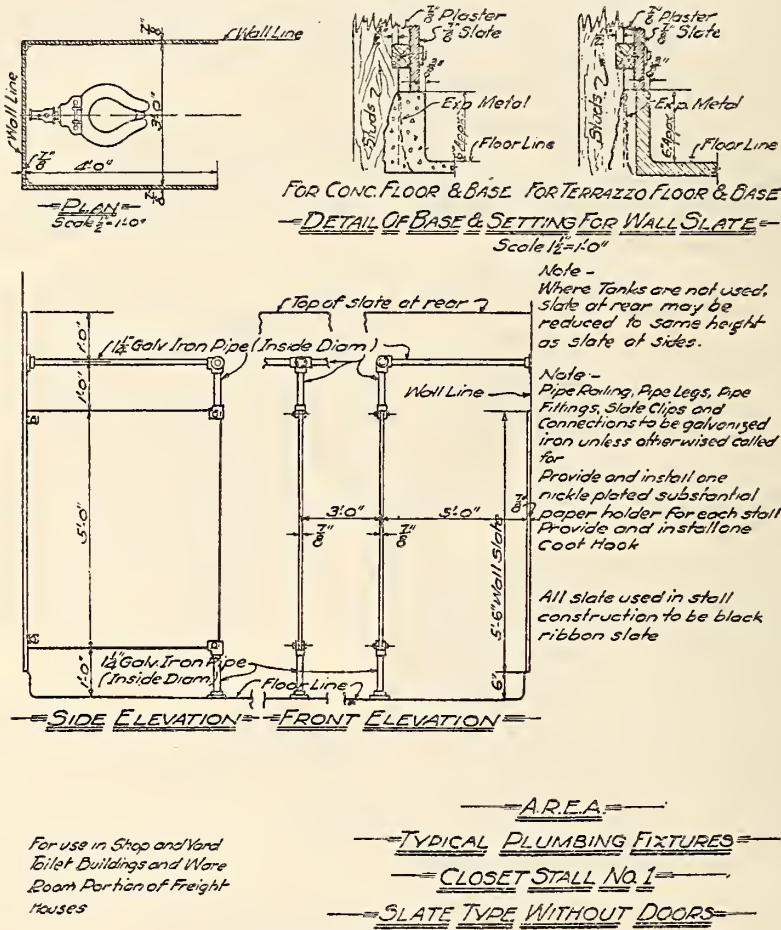 Wall Line
Wall Line
7/8"
3'-0"
7/8"
7/8"
4'-0"
PLAN
Scale ½"=1'-0"
7/8" Plaster
7/8" Slate
Studs
Exp. Metal
6" Appx.
Floor Line
7/8" Plaster
7/8" Slate
Studs
Exp. Metal
6" Appx.
Floor Line
FOR CONC. FLOOR & BASE FOR TERRAZZO FLOOR & BASE
DETAIL OF BASE & SETTING FOR WALL SLATE
Scale 1½"=1'-0"
Note -
Where Tanks are not used,
slate at rear may be
reduced to same height
as slate at sides.
Note -
Pipe Railing, Pipe Legs, Pipe
Fittings, Slate Clips and
Connections to be galvanized
iron unless otherwised called
for
Provide and install one
nickle plated substantial
paper holder for each stall
Provide and install one
Coat Hook
All slate used in stall
construction to be black
ribbon slate
Top of slate at rear
1¼" Galv. Iron Pipe (Inside Diam.)
Wall Line
1'-0"
1'-0"
5'-0"
1'-0"
3'-0"
5'-0"
7/8"
7/8"
7/8"
5'-6" Wall Slate
6"
1¼" Galv. Iron Pipe
(Inside Diam.)
Floor Line
SIDE ELEVATION FRONT ELEVATION
For use in Shop and Yard
Toilet Buildings and Ware
Room Portion of Freight
Houses
A.R.E.A.
TYPICAL PLUMBING FIXTURES
CLOSET STALL NO. 1
SLATE TYPE WITHOUT DOORS